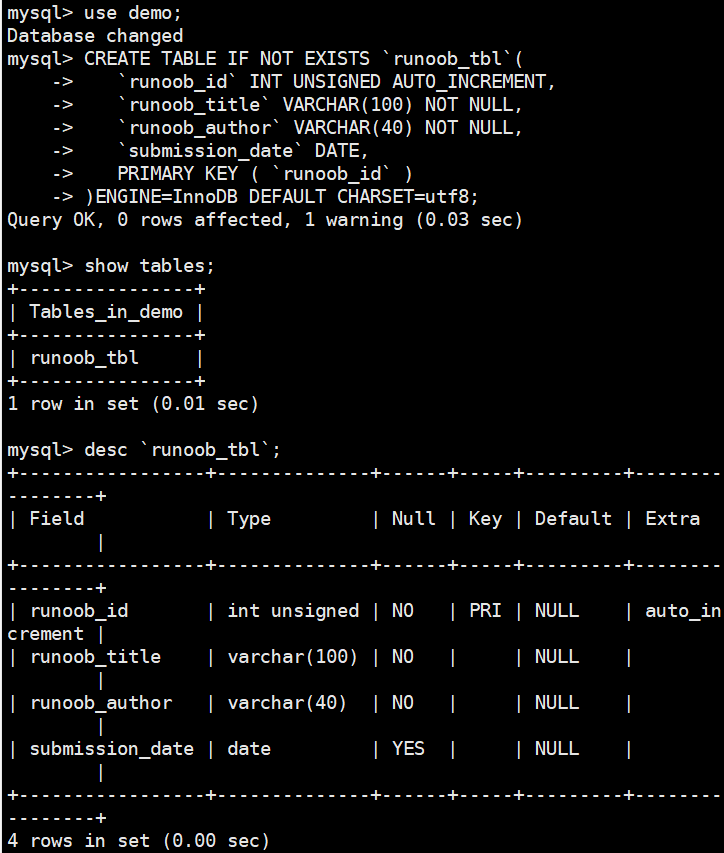 mysql> use demo;
Database changed
mysql> CREATE TABLE IF NOT EXISTS `runoob_tbl`(
    ->    `runoob_id` INT UNSIGNED AUTO_INCREMENT,
    ->    `runoob_title` VARCHAR(100) NOT NULL,
    ->    `runoob_author` VARCHAR(40) NOT NULL,
    ->    `submission_date` DATE,
    ->    PRIMARY KEY ( `runoob_id` )
    -> )ENGINE=InnoDB DEFAULT CHARSET=utf8;
Query OK, 0 rows affected, 1 warning (0.03 sec)

mysql> show tables;
+----------------+
| Tables_in_demo |
+----------------+
| runoob_tbl     |
+----------------+
1 row in set (0.01 sec)

mysql> desc `runoob_tbl`;
+-----------------+--------------+------+-----+---------+--------
--------+
| Field           | Type         | Null | Key | Default | Extra
        |
+-----------------+--------------+------+-----+---------+--------
--------+
| runoob_id       | int unsigned | NO   | PRI | NULL    | auto_in
crement |
| runoob_title    | varchar(100) | NO   |     | NULL    |
        |
| runoob_author   | varchar(40)  | NO   |     | NULL    |
        |
| submission_date | date         | YES  |     | NULL    |
        |
+-----------------+--------------+------+-----+---------+--------
--------+
4 rows in set (0.00 sec)